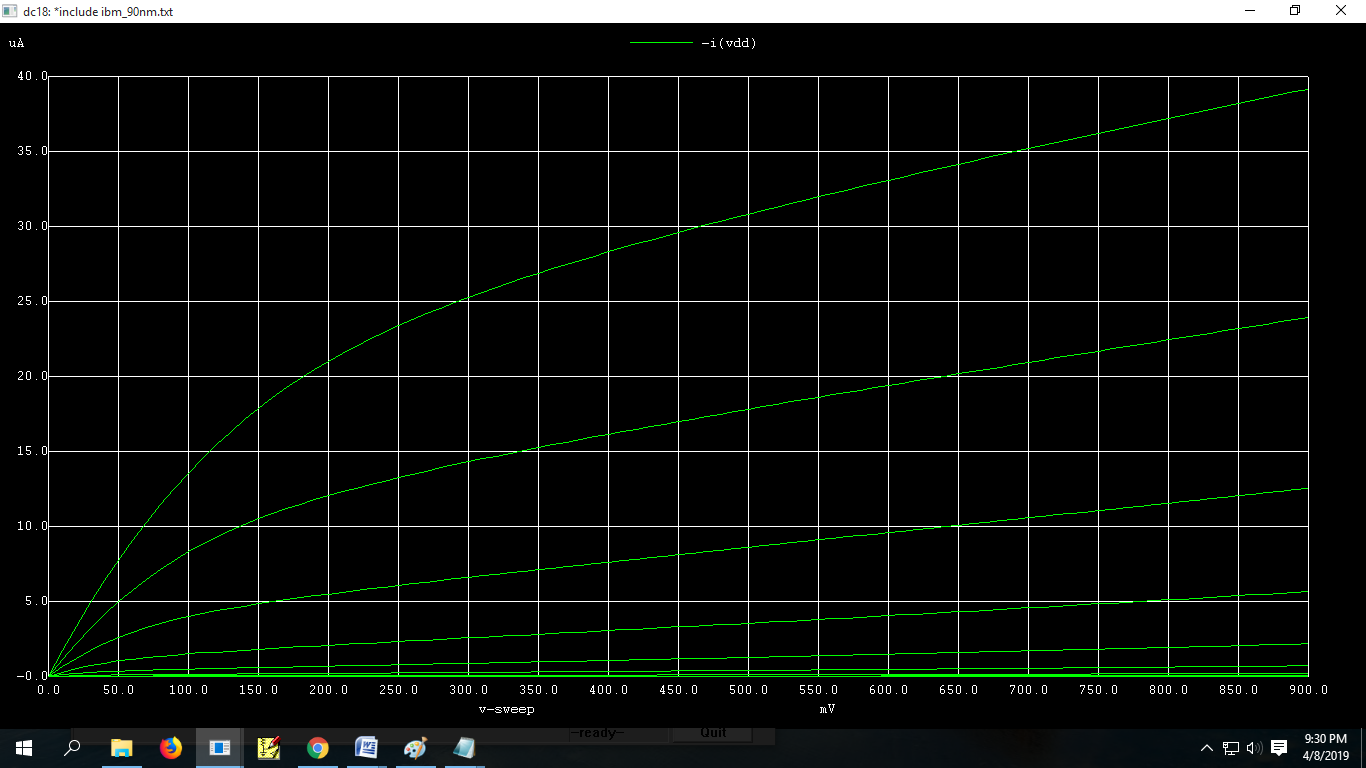 dc18: *include ibm_90nm.txt
uA
-i(vdd)
40.0
35.0
30.0
25.0
20.0
15.0
10.0
5.0
-0.0
0.0 50.0 100.0 150.0 200.0 250.0 300.0 350.0 400.0 450.0 500.0 550.0 600.0 650.0 700.0 750.0 800.0 850.0 900.0
v-sweep mV
-ready- Quit
9:30 PM
4/8/2019